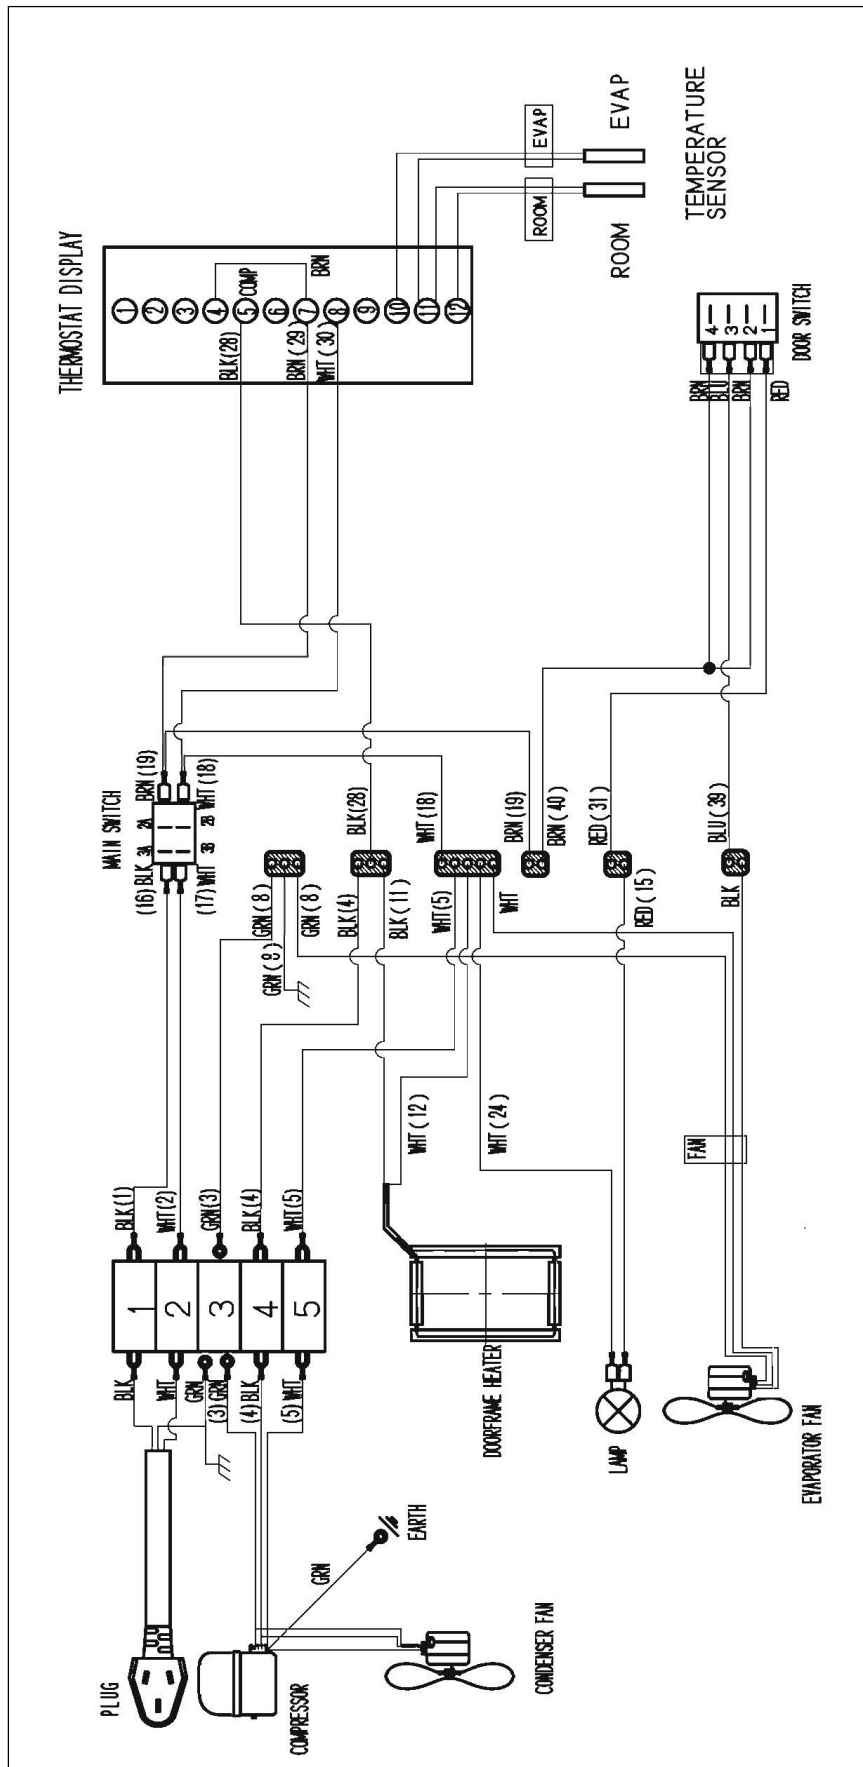 THERMOSTAT DISPLAY
1
2
3
4
5
6
7
8
9
10
11
12
COMP
BRN
BLK(28)
BRN(29)
WHT(30)
EVAP
ROOM
EVAP
ROOM
TEMPERATURE
SENSOR
4
3
2
1
BRN
BLU
BRN
RED
DOOR SWITCH
MAIN SWITCH
BRN(19)
WHT(18)
3A 2A
3B 2B
(16) BLK
(17) WHT
BLK(28)
WHT(18)
BRN(19)
BRN(40)
RED(31)
BLU(39)
GRN(8)
GRN(9)
GRN(8)
BLK(4)
BLK(11)
WHT(5)
WHT
RED(15)
BLK
WHT(12)
WHT(24)
FAN
BLK(1)
WHT(2)
GRN(3)
BLK(4)
WHT(5)
1
2
3
4
5
BLK
WHT
GRN
(3) GRN
(4) BLK
(5) WHT
DOORFRAME HEATER
LAMP
EVAPORATOR FAN
EARTH
GRN
PLUG
COMPRESSOR
CONDENSER FAN